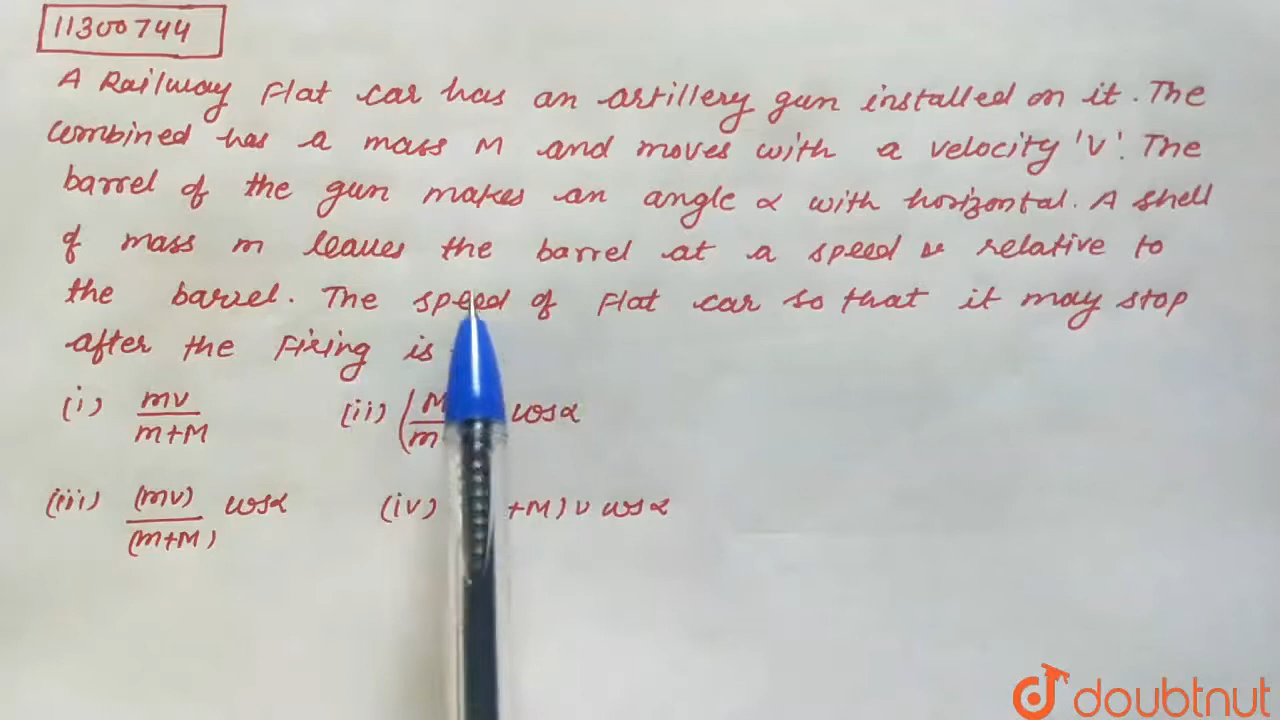 11300744
A Railway flat car has an artillery gun installed on it. The
combined has a mass M and moves with a velocity 'V'. The
barrel of the gun makes an angle α with horizontal. A shell
of mass m leaves the barrel at a speed v relative to
the barrel. The speed of flat car so that it may stop
after the firing is
(i) mv/m+M (ii) (M/m cosα
(iii) (mv)/(m+M) cosα (iv) +M) v cosα
doubtnut